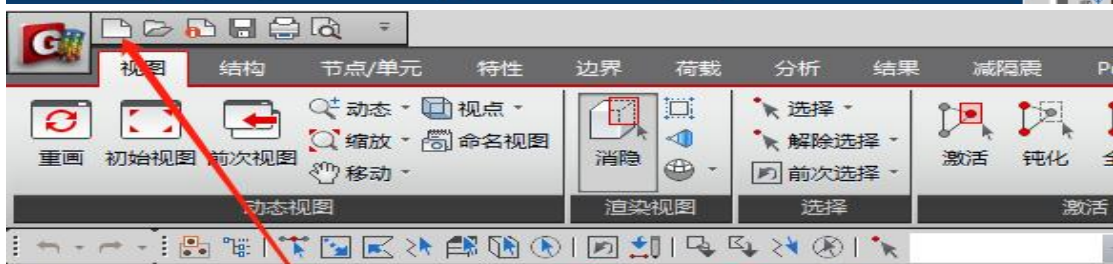 G
视图 结构 节点/单元 特性 边界 荷载 分析 结果 减隔震
动态 视点 选择
缩放 命名视图 解除选择
重画 初始视图 前次视图 移动 消隐 前次选择 激活 钝化
动态视图 渲染视图 选择 激活